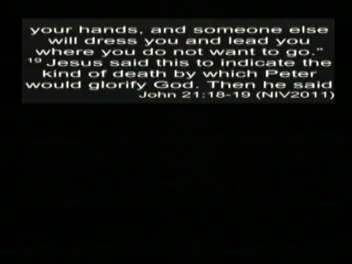 your hands, and someone else
will dress you and lead you
where you do not want to go."
¹⁹ Jesus said this to indicate the
kind of death by which Peter
would glorify God. Then he said
John 21:18-19 (NIV2011)